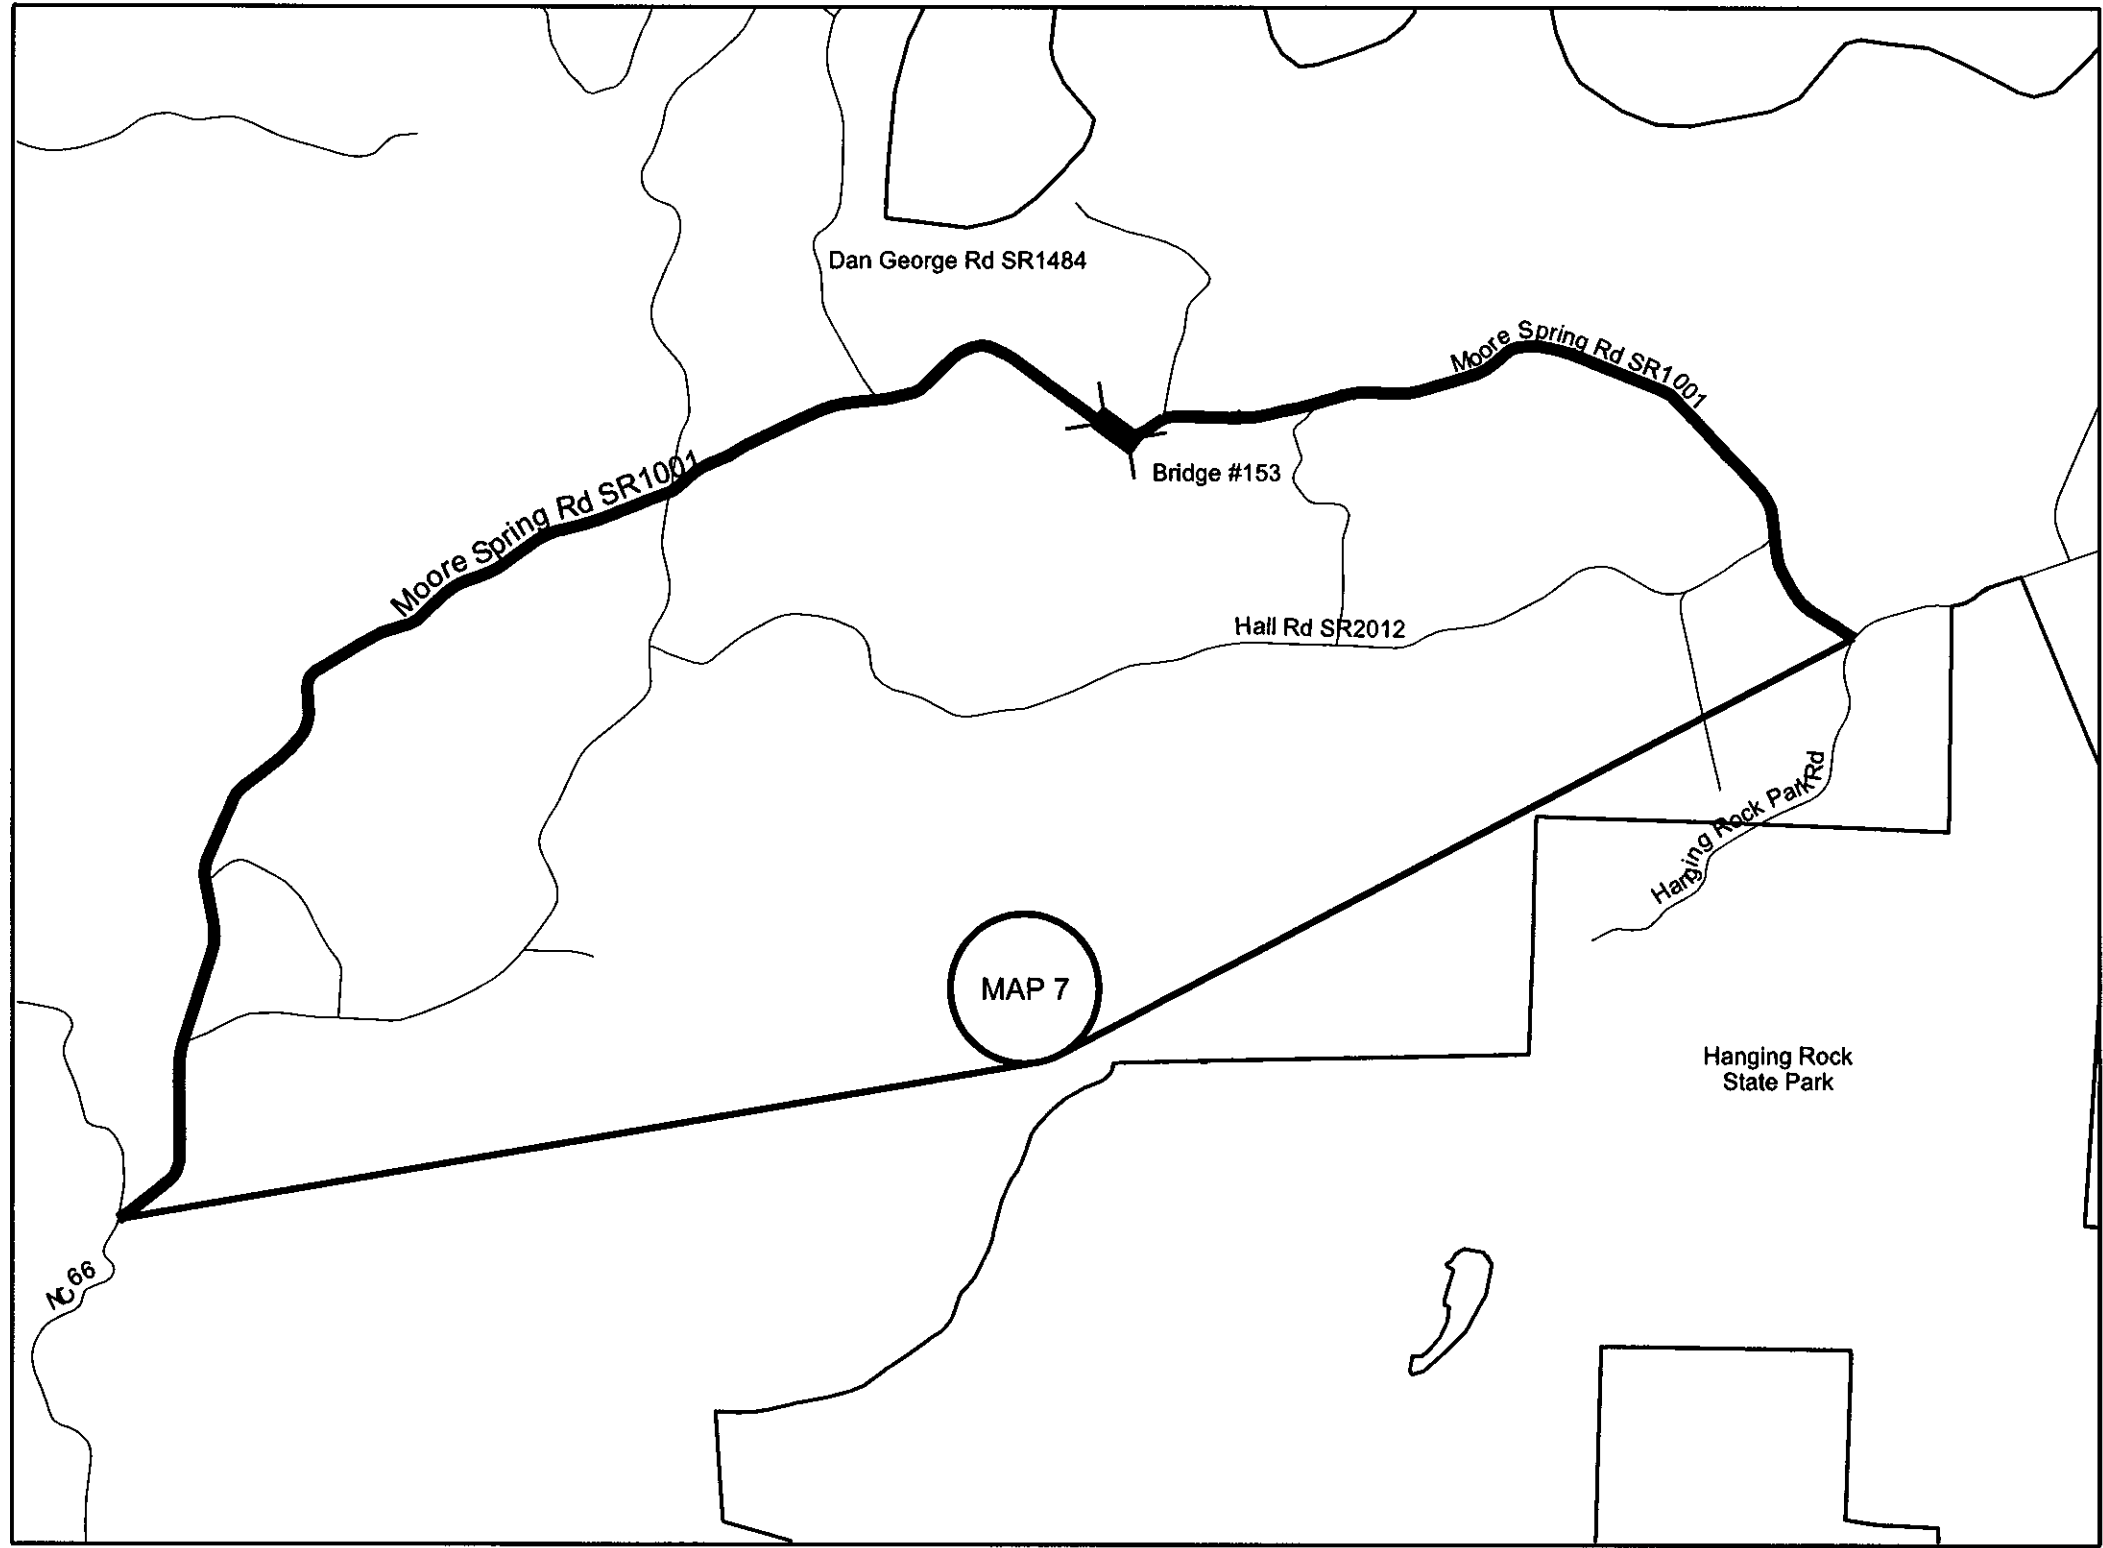 Dan George Rd SR1484
Moore Spring Rd SR1001
Moore Spring Rd SR1001
Bridge #153
Hall Rd SR2012
Hanging Rock Park Rd
MAP 7
Hanging Rock
State Park
NC 66